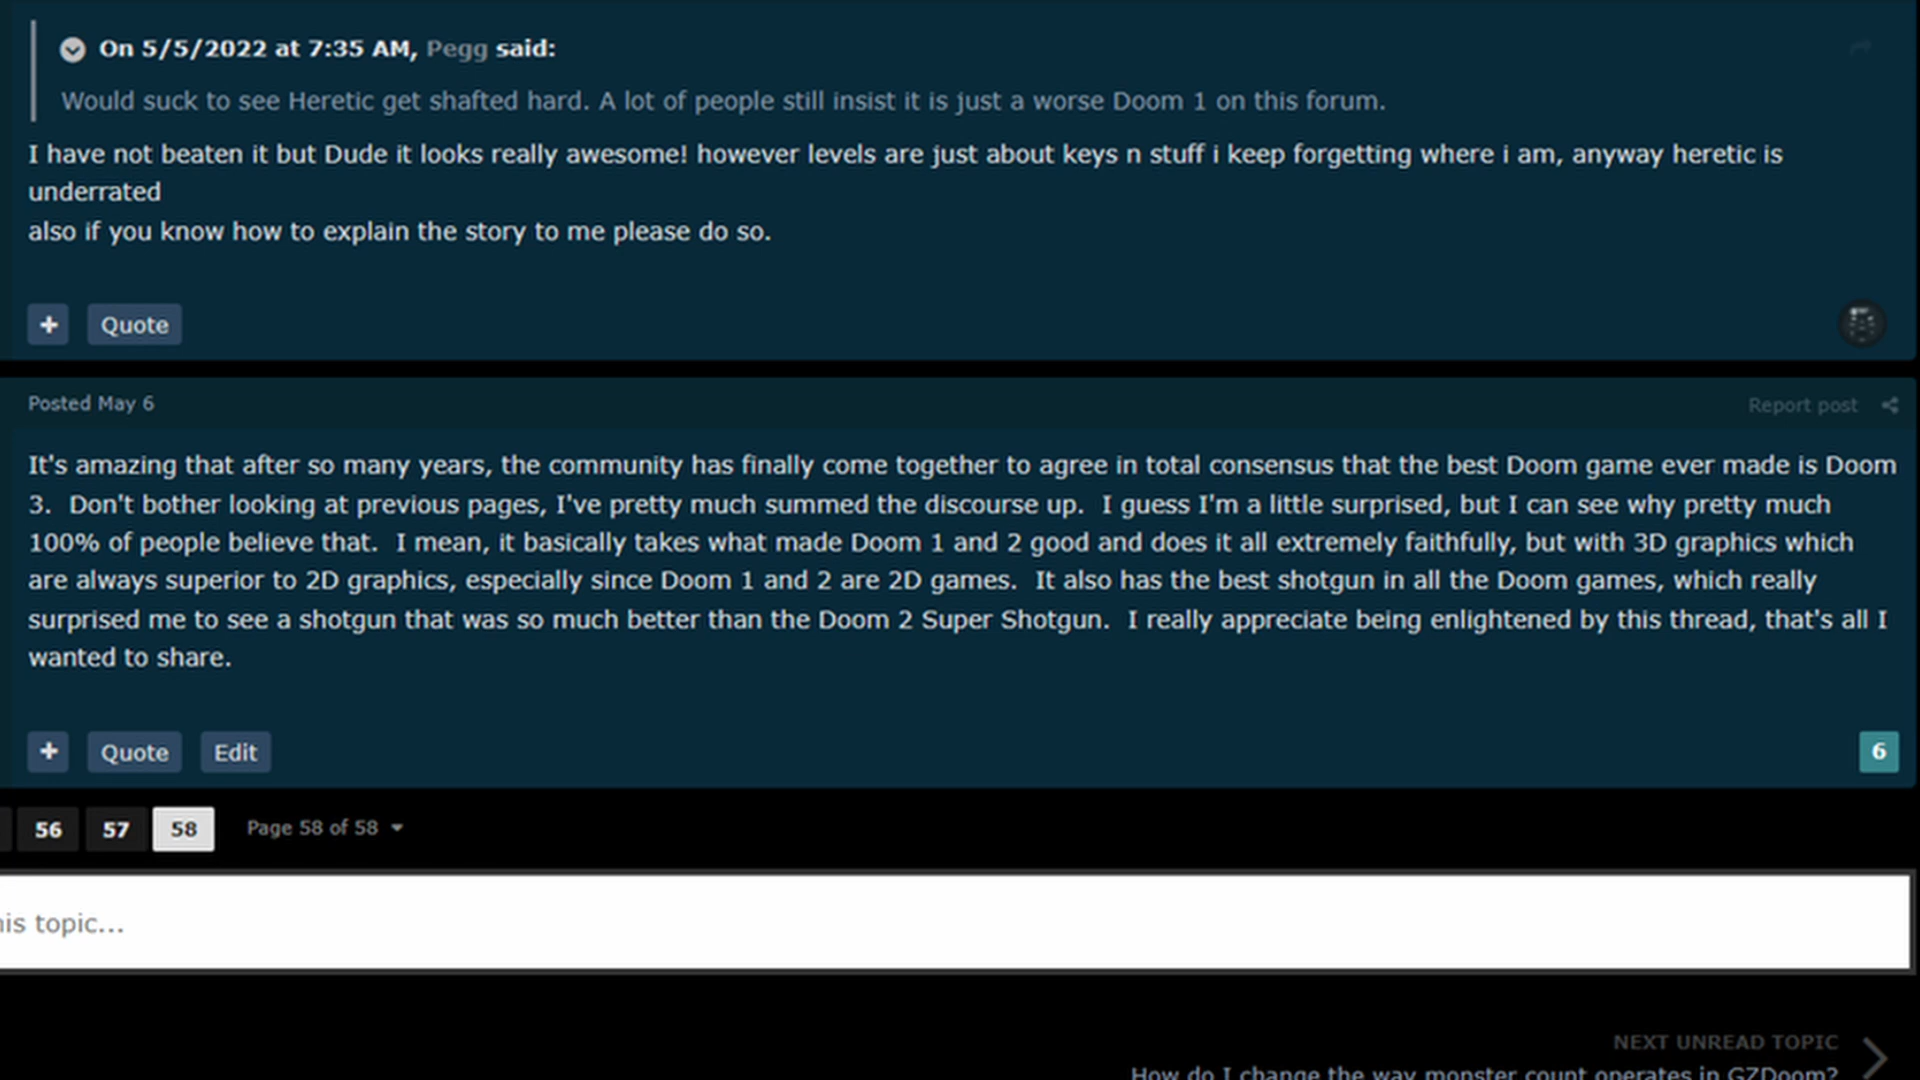 On 5/5/2022 at 7:35 AM, Pegg said:
Would suck to see Heretic get shafted hard. A lot of people still insist it is just a worse Doom 1 on this forum.
I have not beaten it but Dude it looks really awesome! however levels are just about keys n stuff i keep forgetting where i am, anyway heretic is
underrated
also if you know how to explain the story to me please do so.
+ Quote
Posted May 6
Report post
It's amazing that after so many years, the community has finally come together to agree in total consensus that the best Doom game ever made is Doom
3.  Don't bother looking at previous pages, I've pretty much summed the discourse up.  I guess I'm a little surprised, but I can see why pretty much
100% of people believe that.  I mean, it basically takes what made Doom 1 and 2 good and does it all extremely faithfully, but with 3D graphics which
are always superior to 2D graphics, especially since Doom 1 and 2 are 2D games.  It also has the best shotgun in all the Doom games, which really
surprised me to see a shotgun that was so much better than the Doom 2 Super Shotgun.  I really appreciate being enlightened by this thread, that's all I
wanted to share.
+ Quote Edit
6
56 57 58 Page 58 of 58
his topic...
NEXT UNREAD TOPIC
How do I change the way monster count operates in GZDoom?